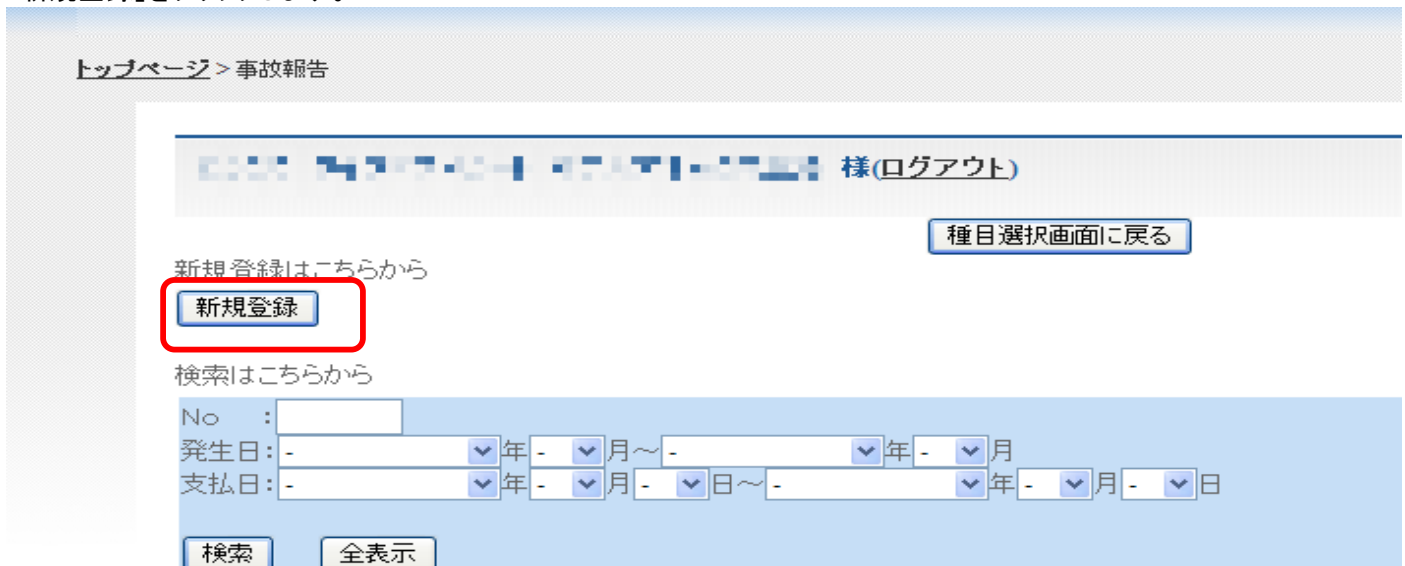 トップページ > 事故報告
様(ログアウト)
種目選択画面に戻る
新規登録はこちらから
新規登録
検索はこちらから
No :
発生日: - 年 - 月～ - 年 - 月
支払日: - 年 - 月 - 日～ - 年 - 月 - 日
検索 全表示